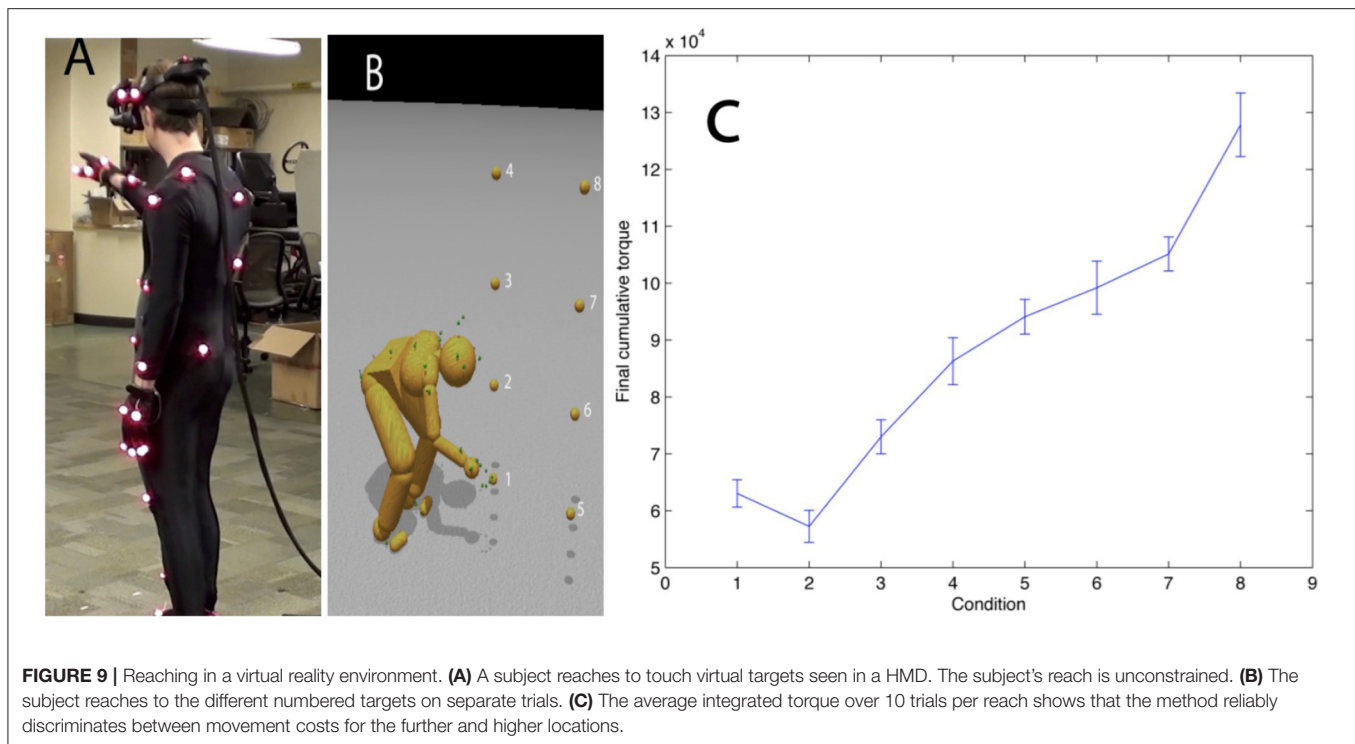 A
B
4
8
3
7
2
6
1
5
C
x 10⁴
14
13
12
11
10
9
8
7
6
5
Final cumulative torque
0 1 2 3 4 5 6 7 8 9
Condition
FIGURE 9 | Reaching in a virtual reality environment. (A) A subject reaches to touch virtual targets seen in a HMD. The subject's reach is unconstrained. (B) The
subject reaches to the different numbered targets on separate trials. (C) The average integrated torque over 10 trials per reach shows that the method reliably
discriminates between movement costs for the further and higher locations.